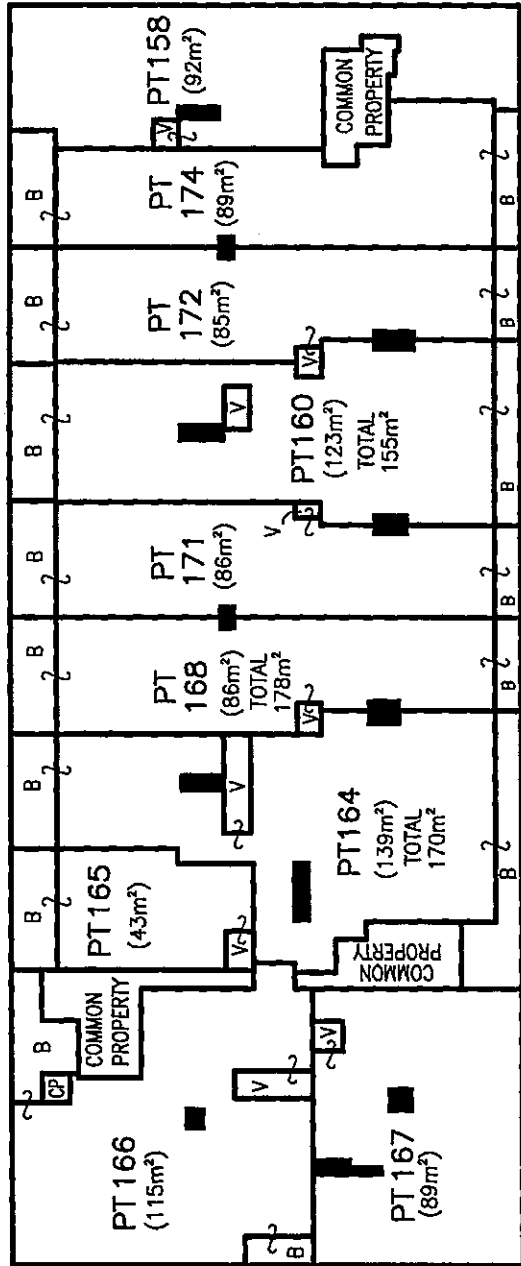 B
V
PT158
(92m²)
COMMON
PROPERTY
PT
174
(89m²)
B
B
PT
172
(85m²)
B
B
V
B
V
PT160
(123m²)
TOTAL
155m²
B
B
PT
171
(86m²)
V
B
B
PT
168
(86m²)
TOTAL
178m²
V
B
B
V
PT164
(139m²)
TOTAL
170m²
B
B
PT165
(43m²)
V
COMMON
PROPERTY
B
COMMON
PROPERTY
CP
V
V
PT166
(115m²)
PT167
(89m²)
B